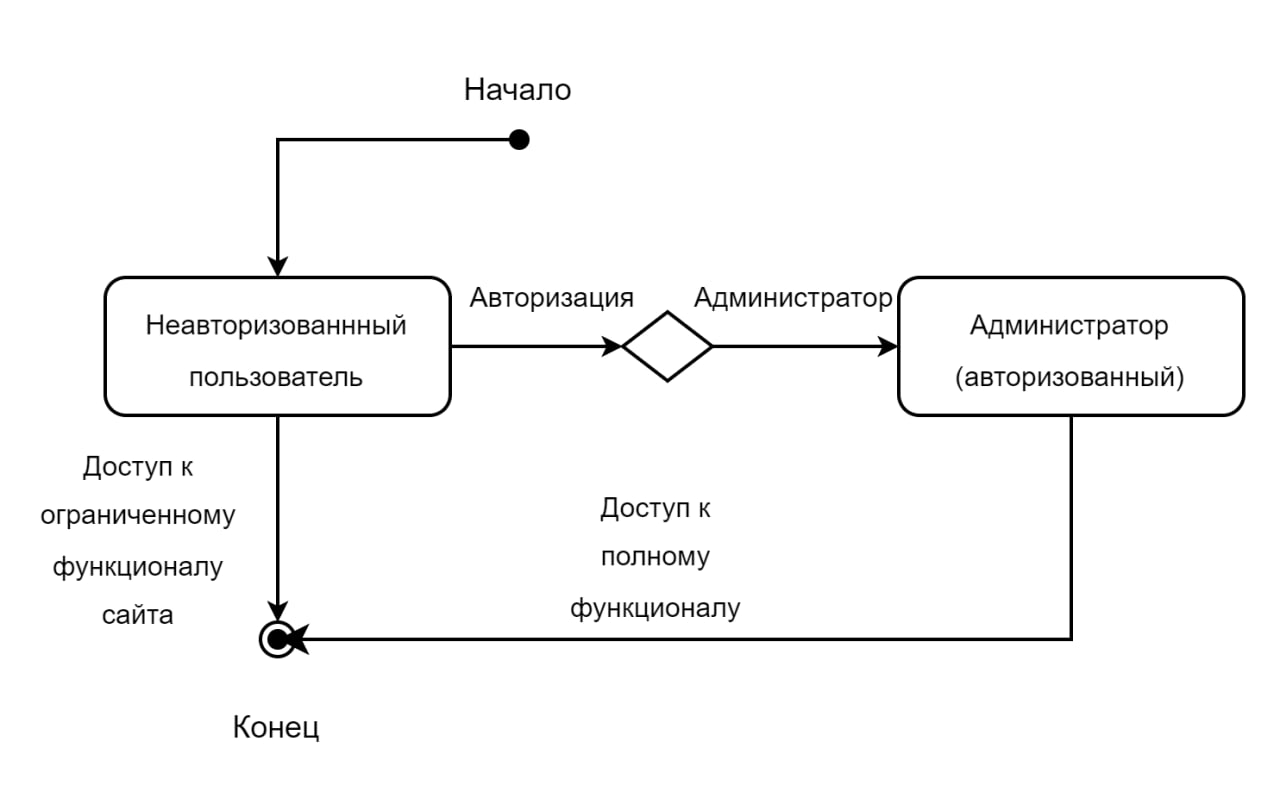 Начало
Неавторизованнный
пользователь
Авторизация
Администратор
Администратор
(авторизованный)
Доступ к
ограниченному
функционалу
сайта
Доступ к
полному
функционалу
Конец